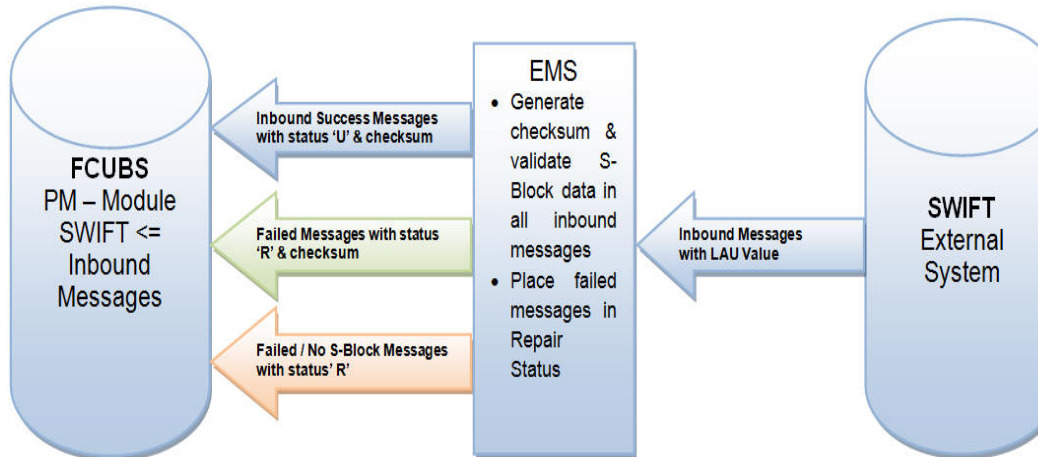 FCUBS
PM – Module
SWIFT <=
Inbound
Messages
Inbound Success Messages
with status ‘U’ & checksum
Failed Messages with status
‘R’ & checksum
Failed / No S-Block Messages
with status’ R’
EMS
• Generate
checksum &
validate S-
Block data in
all inbound
messages
• Place failed
messages in
Repair
Status
Inbound Messages
with LAU Value
SWIFT
External
System